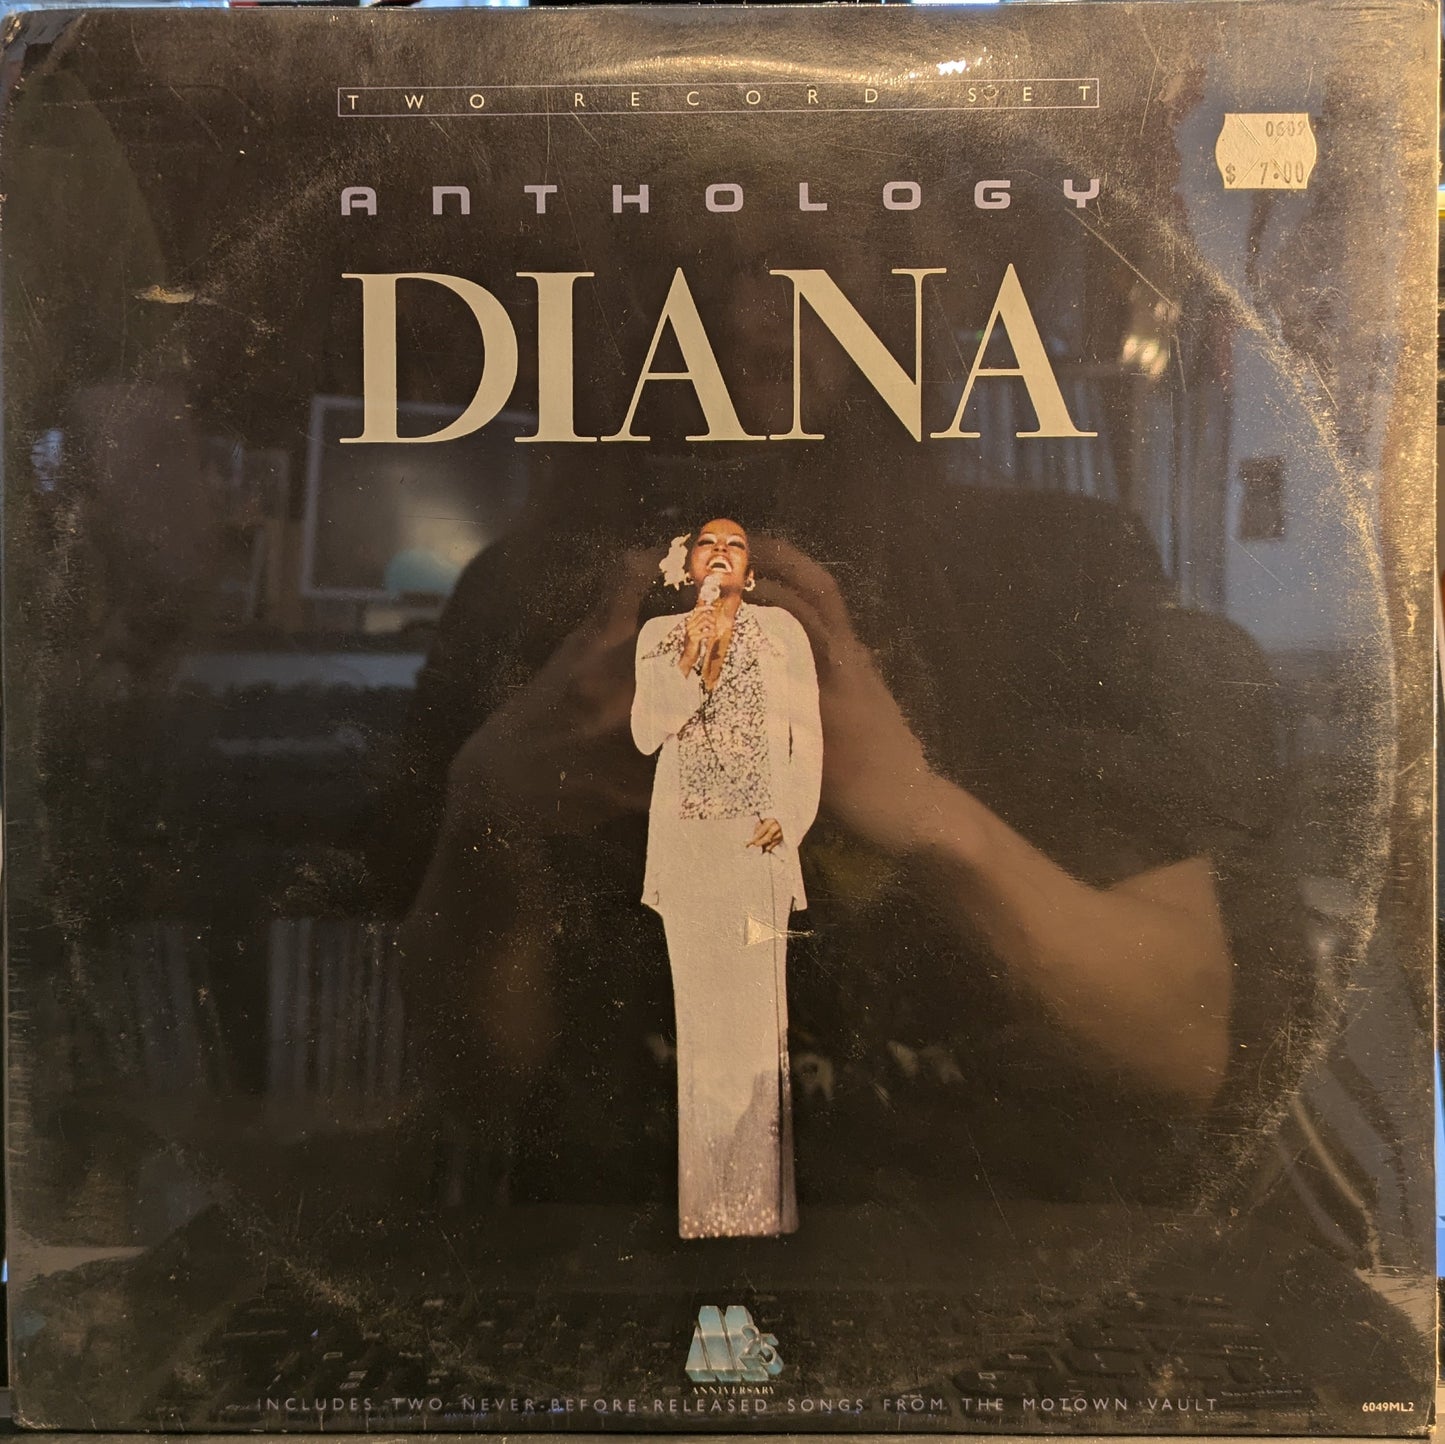 TWO RECORD SET
0609
$ 7:00
ANTHOLOGY
DIANA
M25
ANNIVERSARY
INCLUDES TWO NEVER-BEFORE-RELEASED SONGS FROM THE MOTOWN VAULT
6049ML2